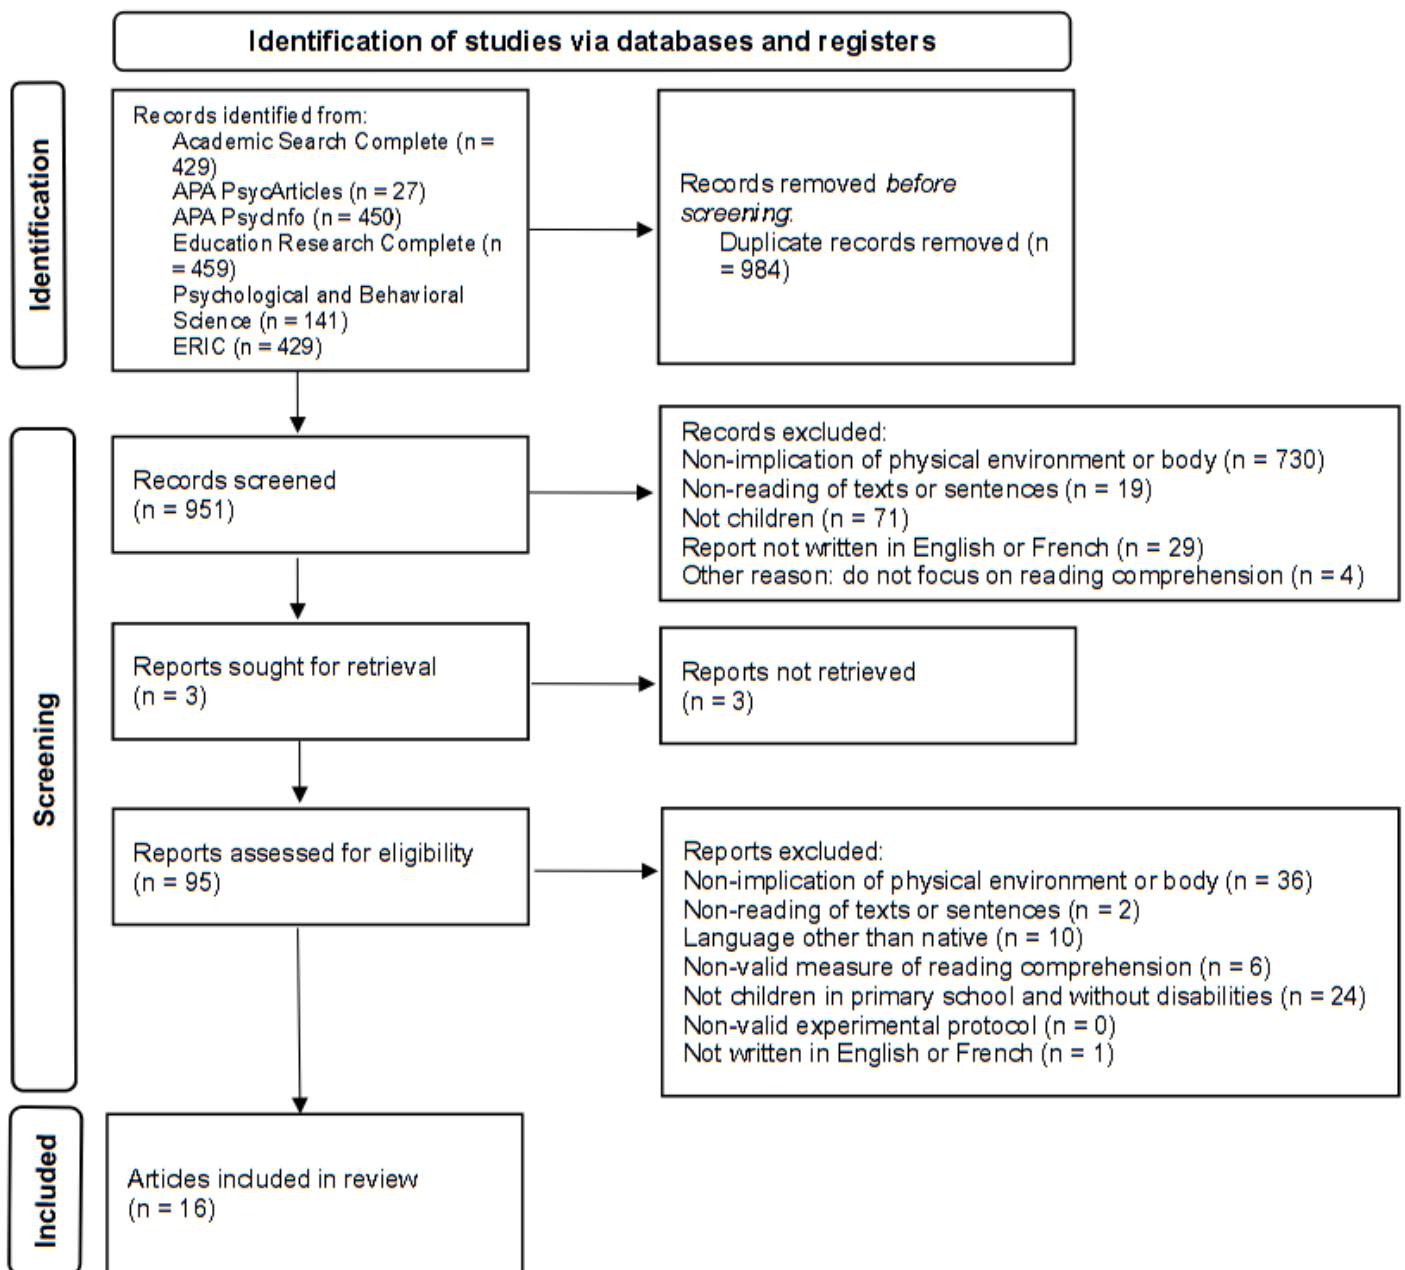 Identification of studies via databases and registers
Identification
Records identified from:
Academic Search Complete (n =
429)
APA PsycArticles (n = 27)
APA PsycInfo (n = 450)
Education Research Complete (n
= 459)
Psychological and Behavioral
Science (n = 141)
ERIC (n = 429)
Records removed before
screening:
Duplicate records removed (n
= 984)
Screening
Records screened
(n = 951)
Records excluded:
Non-implication of physical environment or body (n = 730)
Non-reading of texts or sentences (n = 19)
Not children (n = 71)
Report not written in English or French (n = 29)
Other reason: do not focus on reading comprehension (n = 4)
Reports sought for retrieval
(n = 3)
Reports not retrieved
(n = 3)
Reports assessed for eligibility
(n = 95)
Reports excluded:
Non-implication of physical environment or body (n = 36)
Non-reading of texts or sentences (n = 2)
Language other than native (n = 10)
Non-valid measure of reading comprehension (n = 6)
Not children in primary school and without disabilities (n = 24)
Non-valid experimental protocol (n = 0)
Not written in English or French (n = 1)
Included
Articles included in review
(n = 16)